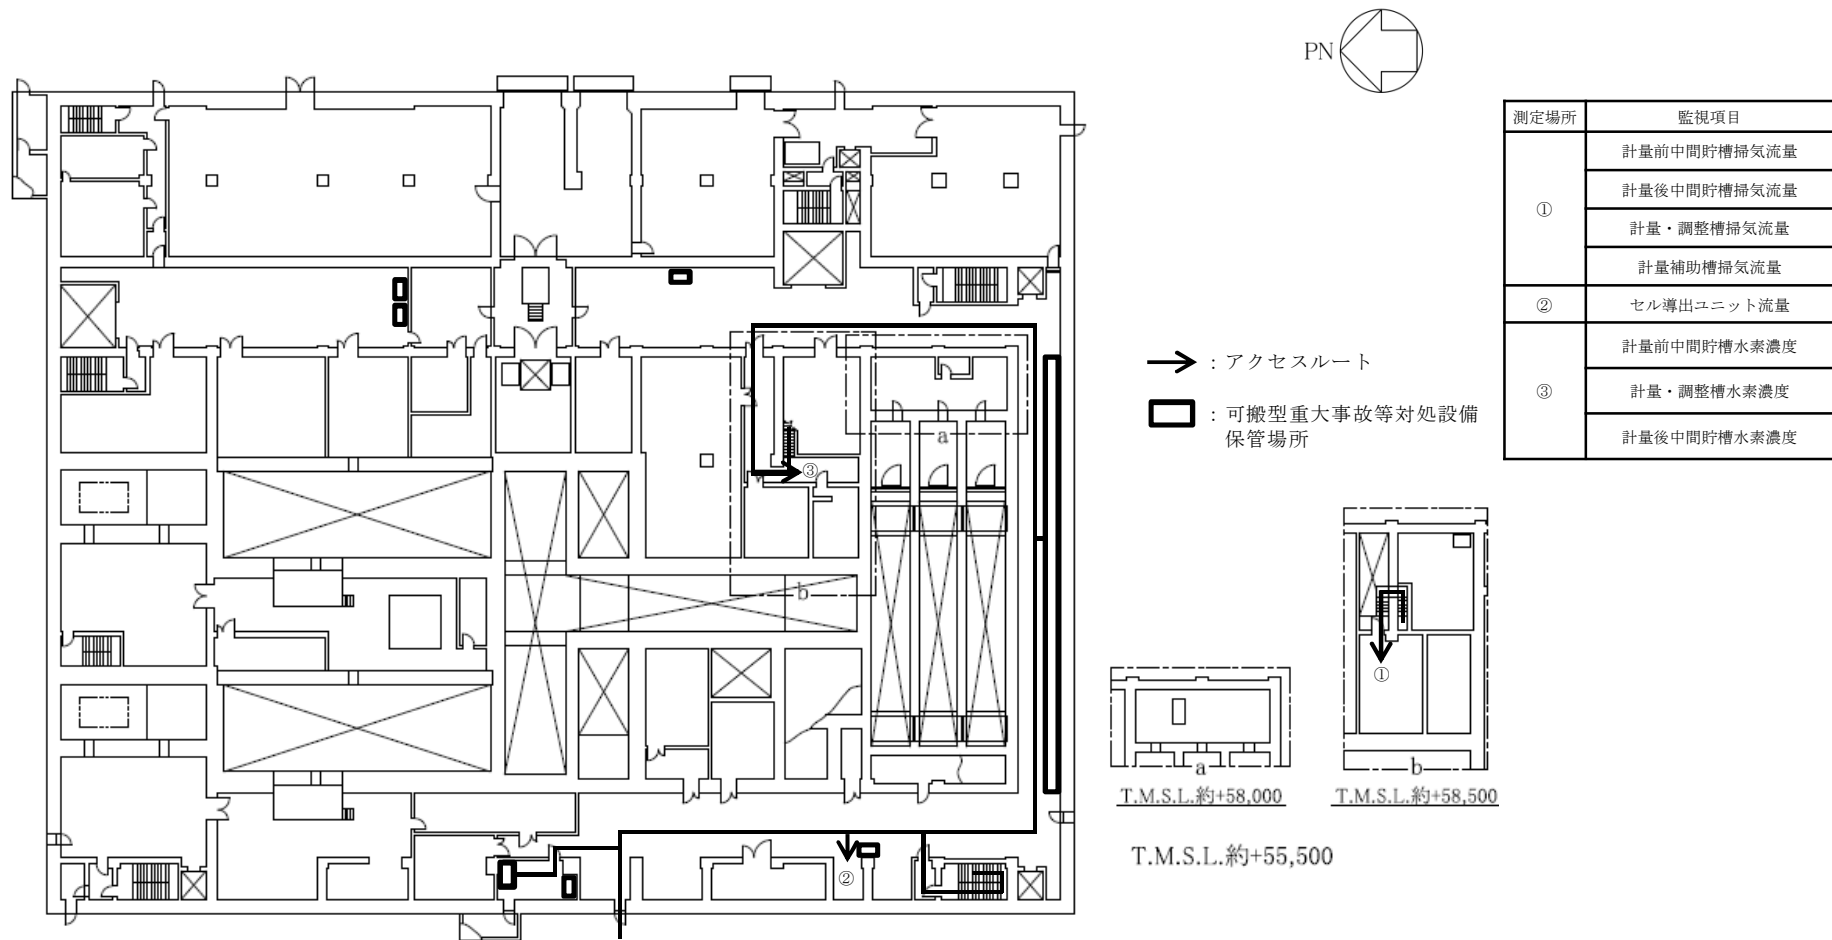 PN
測定場所 監視項目
① 計量前中間貯槽掃気流量
計量後中間貯槽掃気流量
計量・調整槽掃気流量
計量補助槽掃気流量
② セル導出ユニット流量
③ 計量前中間貯槽水素濃度
計量・調整槽水素濃度
計量後中間貯槽水素濃度
：アクセスルート
：可搬型重大事故等対処設備
保管場所
a
③
b
②
①
a
b
T.M.S.L.約+58,000
T.M.S.L.約+58,500
T.M.S.L.約+55,500